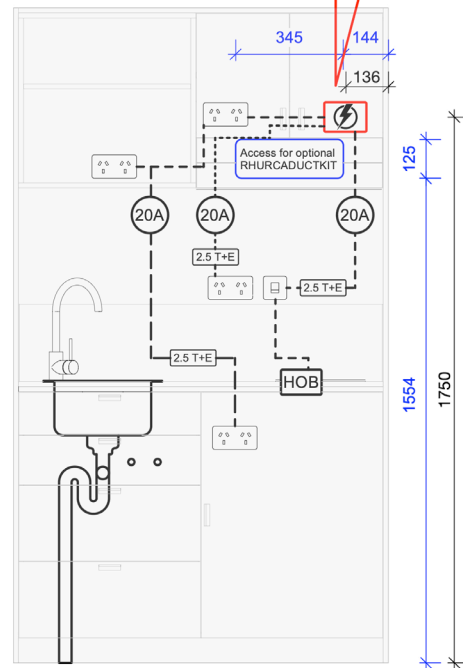 345
144
136
Access for optional
RHURCADUCTKIT
125
20A
20A
20A
2.5 T+E
2.5 T+E
2.5 T+E
HOB
1554
1750